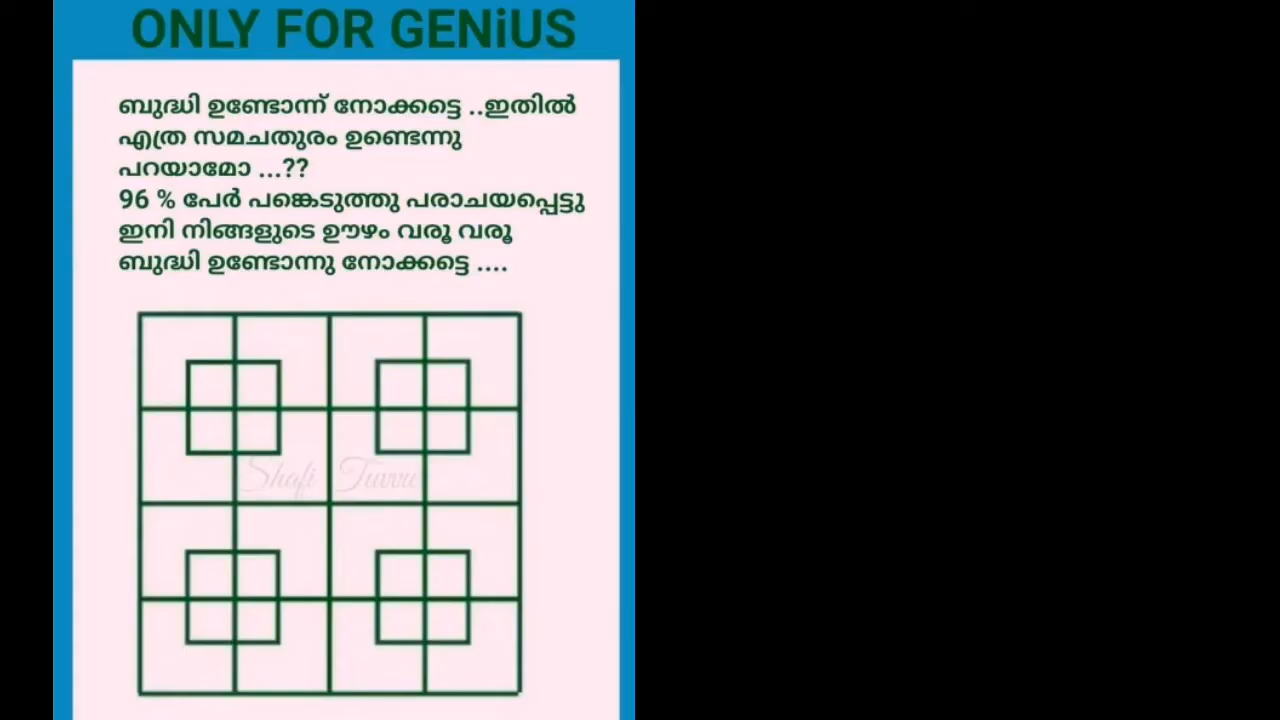 ONLY FOR GENiUS
ബുദ്ധി ഉണ്ടോന്ന് നോക്കട്ടെ ..ഇതിൽ
എത്ര സമചതുരം ഉണ്ടെന്നു
പറയാമോ ...??
96 % പേർ പങ്കെടുത്തു പരാചയപ്പെട്ടു
ഇനി നിങ്ങളുടെ ഊഴം വരൂ വരൂ
ബുദ്ധി ഉണ്ടോന്നു നോക്കട്ടെ ....
Shafi